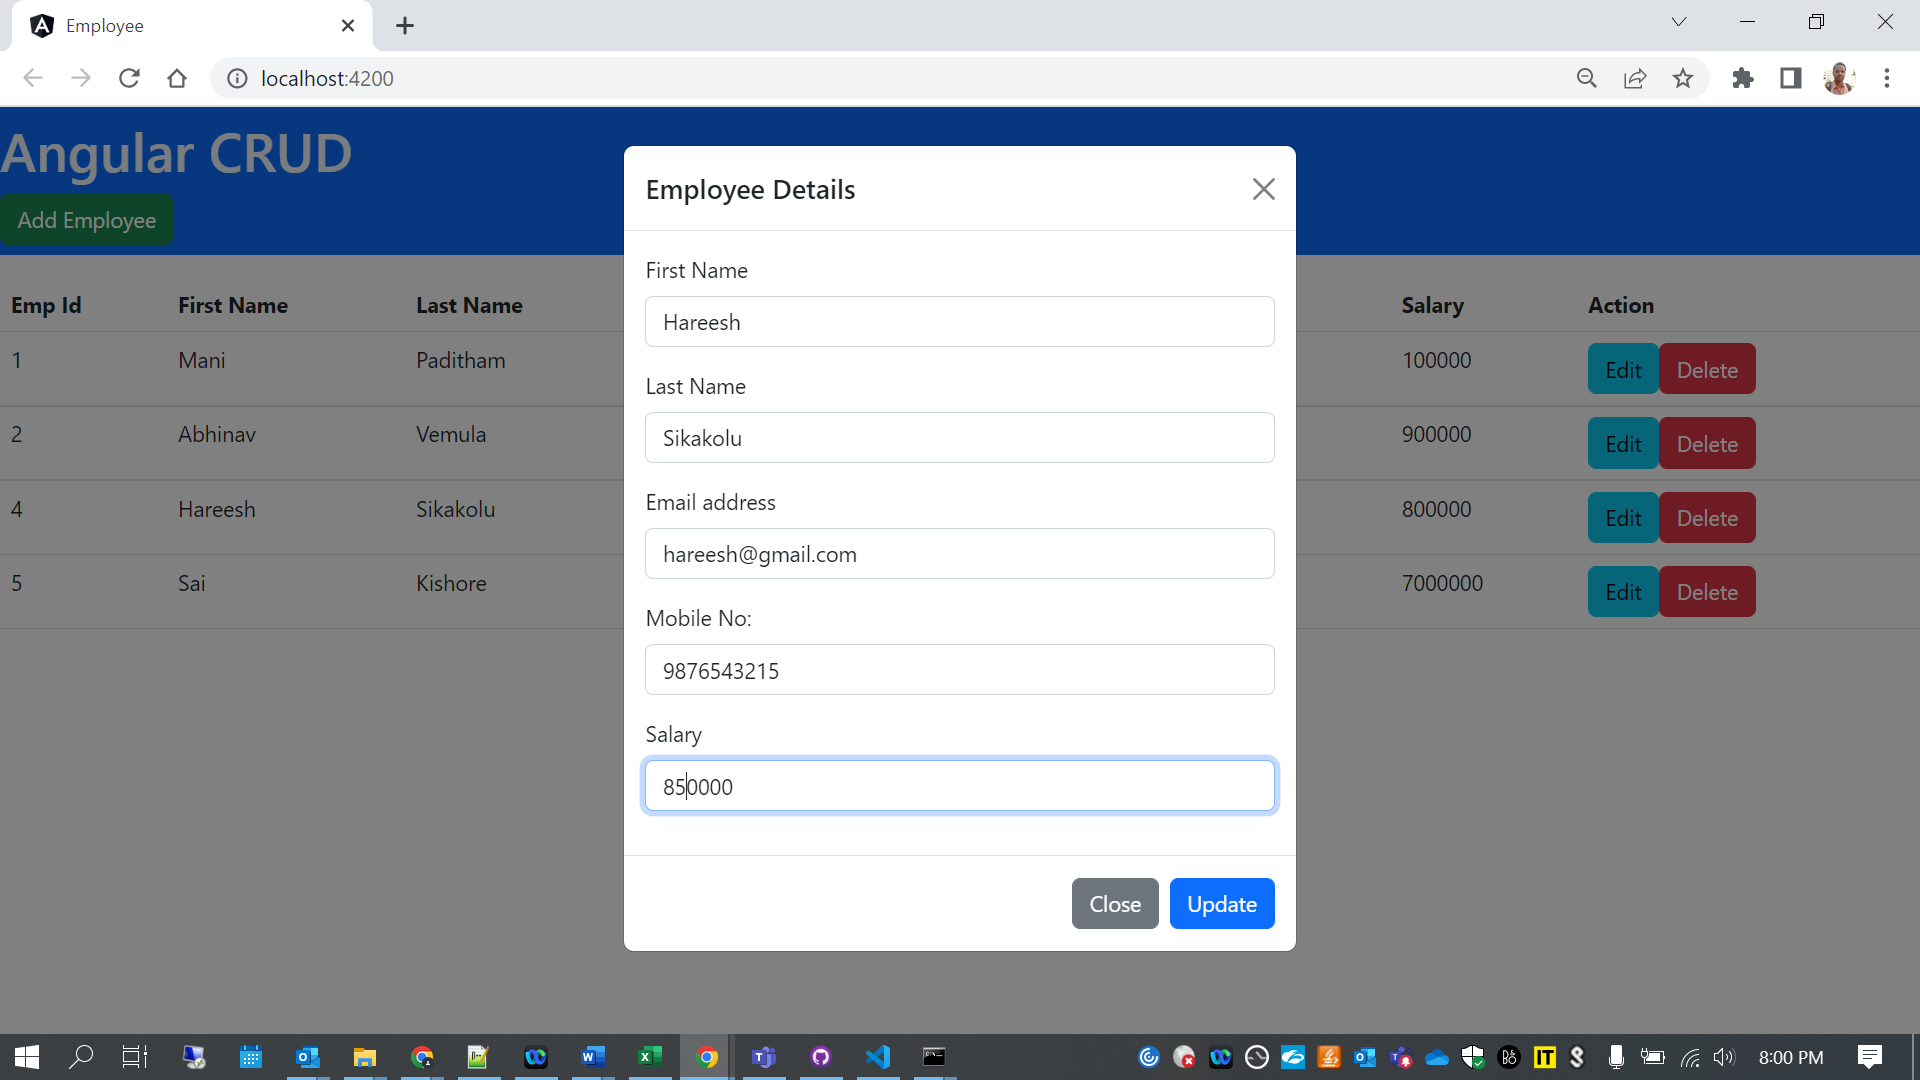 Employee
localhost:4200
Angular CRUD
Add Employee
Emp Id First Name Last Name Salary Action
1 Mani Paditham 100000 Edit Delete
2 Abhinav Vemula 900000 Edit Delete
4 Hareesh Sikakolu 800000 Edit Delete
5 Sai Kishore 7000000 Edit Delete
Employee Details
First Name
Hareesh
Last Name
Sikakolu
Email address
hareesh@gmail.com
Mobile No:
9876543215
Salary
850000
Close Update
8:00 PM